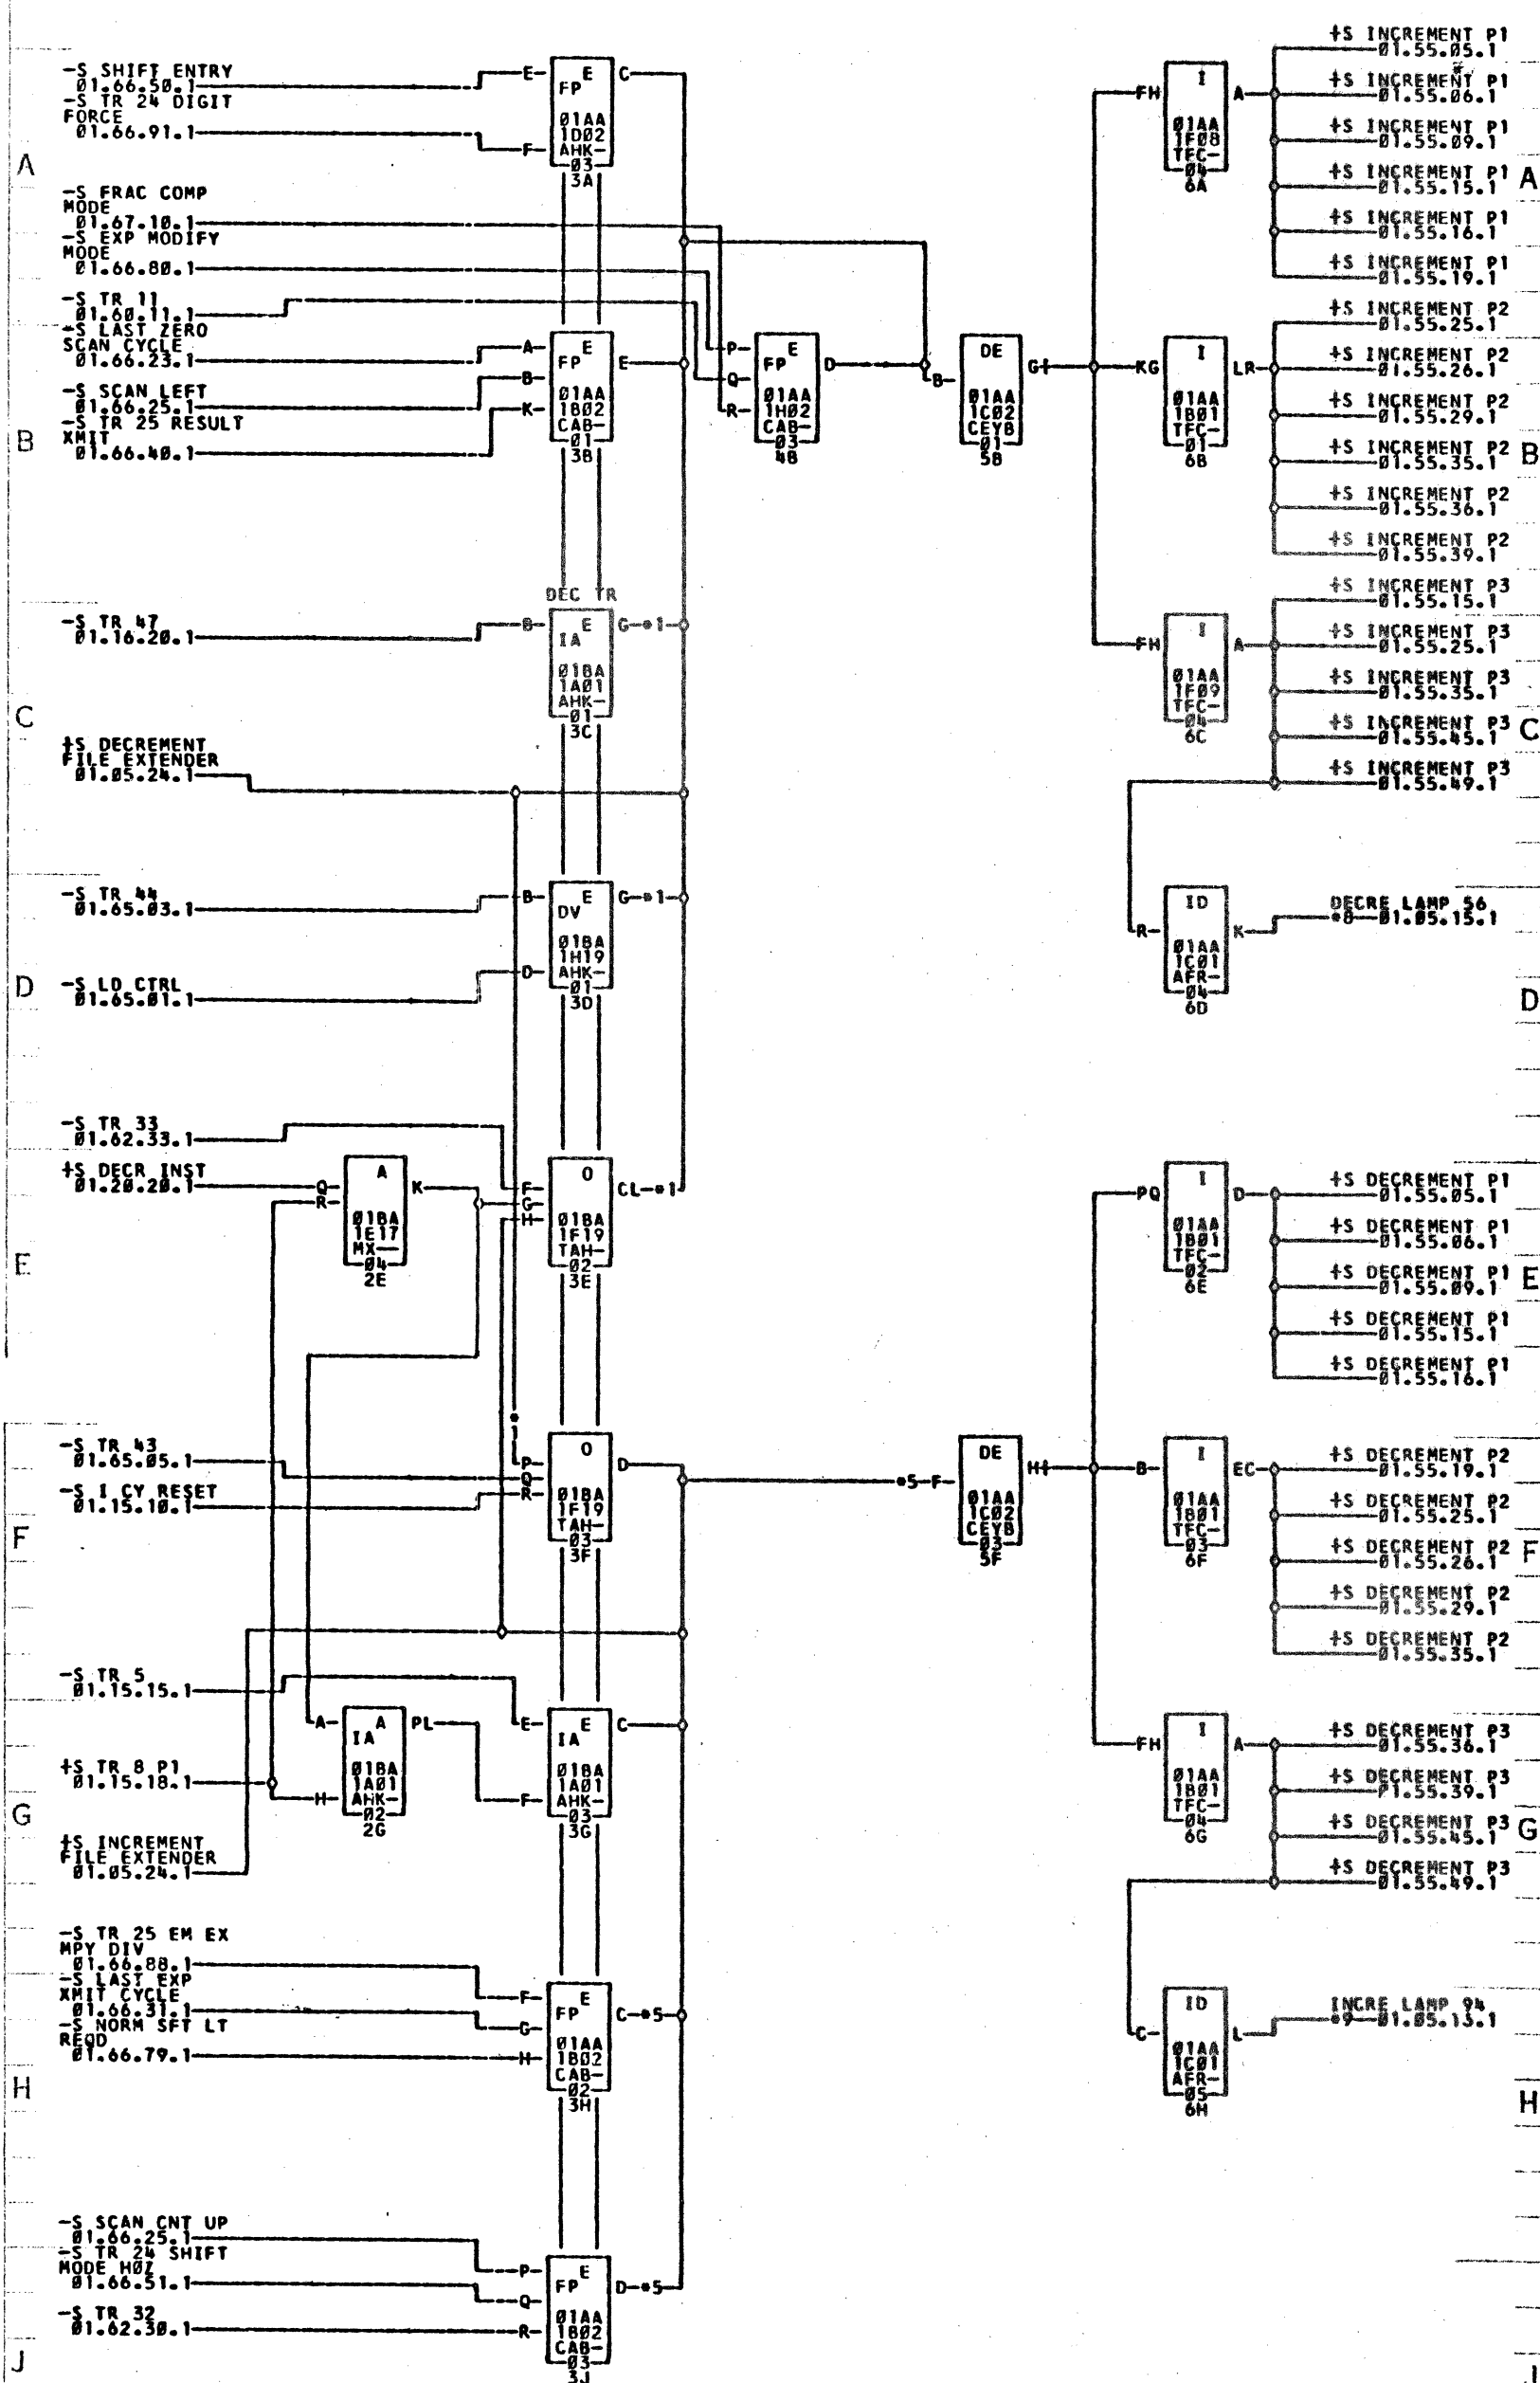 -S SHIFT ENTRY
01.66.50.1
-S TR 24 DIGIT
FORCE
01.66.91.1
-S FRAC COMP
MODE
01.67.10.1
-S EXP MODIFY
MODE
01.66.80.1
-S TR 11
01.60.11.1
-S LAST ZERO
SCAN CYCLE
01.66.23.1
-S SCAN LEFT
01.66.25.1
-S TR 25 RESULT
XMIT
01.66.40.1
-S TR 47
01.16.20.1
+S DECREMENT
FILE EXTENDER
01.05.24.1
-S TR 44
01.65.03.1
-S LD CTRL
01.65.01.1
-S TR 33
01.62.33.1
+S DECR INST
01.20.20.1
-S TR 43
01.65.05.1
-S I CY RESET
01.15.10.1
-S TR 5
01.15.15.1
+S TR 8 P1
01.15.18.1
+S INCREMENT
FILE EXTENDER
01.05.24.1
-S TR 25 EM EX
MPY DIV
01.66.88.1
-S LAST EXP
XMIT CYCLE
01.66.31.1
-S NORM SFT LT
REQD
01.66.79.1
-S SCAN CNT UP
01.66.25.1
-S TR 24 SHIFT
MODE H0Z
01.66.51.1
-S TR 32
01.62.30.1
A
B
C
D
E
F
G
H
J
Q K
R
A
01BA
1E17
MX--
04
2E
A PL
H
A
IA
01BA
1A01
AHK-
02
2G
E C
F
E
FP
01AA
1D02
AHK-
03
3A
A E
B
K
E
FP
01AA
1B02
CAB-
01
3B
DEC TR
B G *1
E
IA
01BA
1A01
AHK-
01
3C
B G *1
D
E
DV
01BA
1H19
AHK-
01
3D
F CL *1
G
H
O
01BA
1F19
TAH-
02
3E
*
1
P D
Q
R
O
01BA
1F19
TAH-
03
3F
E C
F
E
IA
01BA
1A01
AHK-
03
3G
F C *5
G
H
E
FP
01AA
1B02
CAB-
02
3H
P D *5
Q
R
E
FP
01AA
1B02
CAB-
03
3J
P D
Q
R
E
FP
01AA
1H02
CAB-
03
4B
B G+
DE
01AA
1C02
CEYB
01
5B
*5 F H+
DE
01AA
1C02
CEYB
03
5F
FH A
I
01AA
1F08
TFC-
04
6A
KG LR
I
01AA
1B01
TFC-
01
6B
FH A
I
01AA
1F09
TFC-
04
6C
R K
ID
01AA
1C01
AFR-
04
6D
PQ D
I
01AA
1B01
TFC-
02
6E
B EC
I
01AA
1B01
TFC-
03
6F
FH A
I
01AA
1B01
TFC-
04
6G
C L
ID
01AA
1C01
AFR-
05
6H
+S INCREMENT P1
01.55.05.1
+S INCREMENT P1
01.55.06.1
+S INCREMENT P1
01.55.09.1
+S INCREMENT P1
01.55.15.1
+S INCREMENT P1
01.55.16.1
+S INCREMENT P1
01.55.19.1
+S INCREMENT P2
01.55.25.1
+S INCREMENT P2
01.55.26.1
+S INCREMENT P2
01.55.29.1
+S INCREMENT P2
01.55.35.1
+S INCREMENT P2
01.55.36.1
+S INCREMENT P2
01.55.39.1
+S INCREMENT P3
01.55.15.1
+S INCREMENT P3
01.55.25.1
+S INCREMENT P3
01.55.35.1
+S INCREMENT P3
01.55.45.1
+S INCREMENT P3
01.55.49.1
DECRE LAMP 56
*8 01.05.15.1
+S DECREMENT P1
01.55.05.1
+S DECREMENT P1
01.55.06.1
+S DECREMENT P1
01.55.09.1
+S DECREMENT P1
01.55.15.1
+S DECREMENT P1
01.55.16.1
+S DECREMENT P2
01.55.19.1
+S DECREMENT P2
01.55.25.1
+S DECREMENT P2
01.55.26.1
+S DECREMENT P2
01.55.29.1
+S DECREMENT P2
01.55.35.1
+S DECREMENT P3
01.55.36.1
+S DECREMENT P3
P1.55.39.1
+S DECREMENT P3
01.55.45.1
+S DECREMENT P3
01.55.49.1
INCRE LAMP 94
*9 01.05.13.1
A
B
C
D
E
F
G
H
J